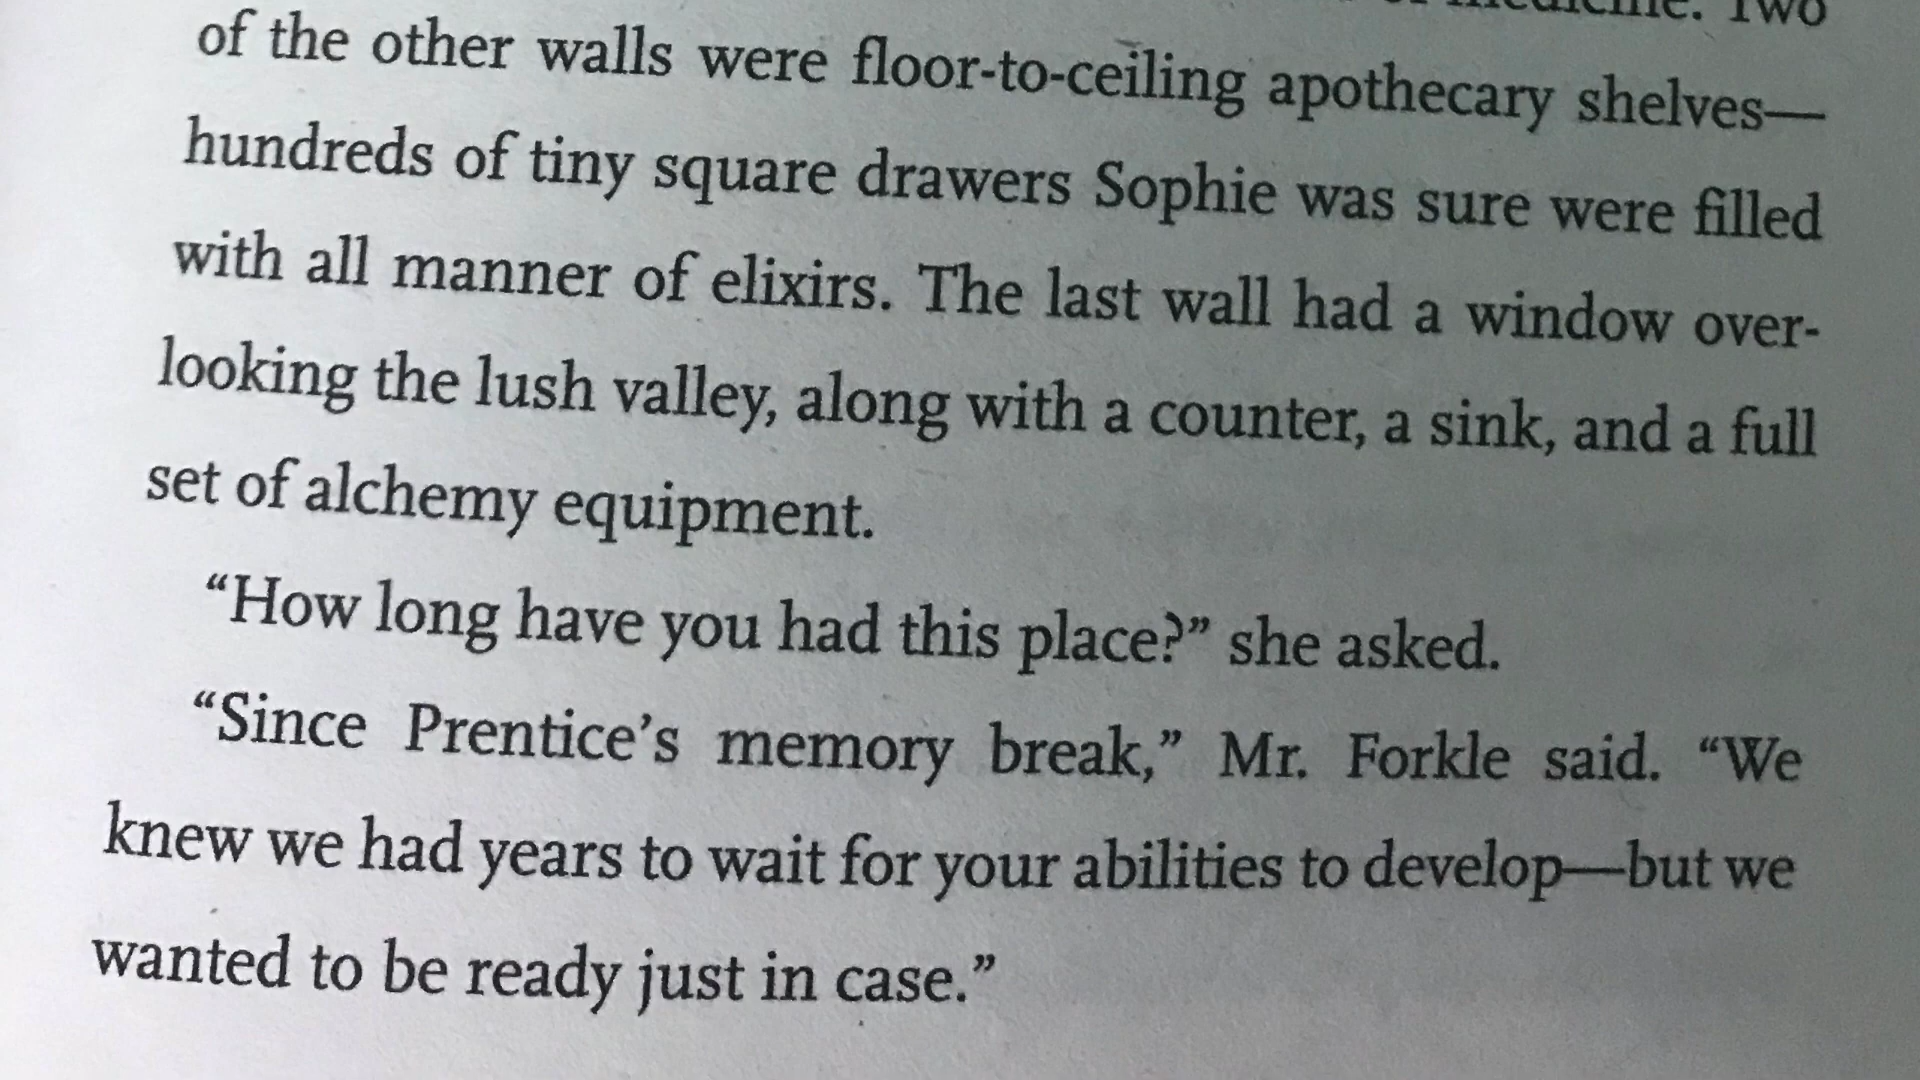 medicine. Two
of the other walls were floor-to-ceiling apothecary shelves—
hundreds of tiny square drawers Sophie was sure were filled
with all manner of elixirs. The last wall had a window over-
looking the lush valley, along with a counter, a sink, and a full
set of alchemy equipment.
“How long have you had this place?” she asked.
“Since Prentice’s memory break,” Mr. Forkle said. “We
knew we had years to wait for your abilities to develop—but we
wanted to be ready just in case.”